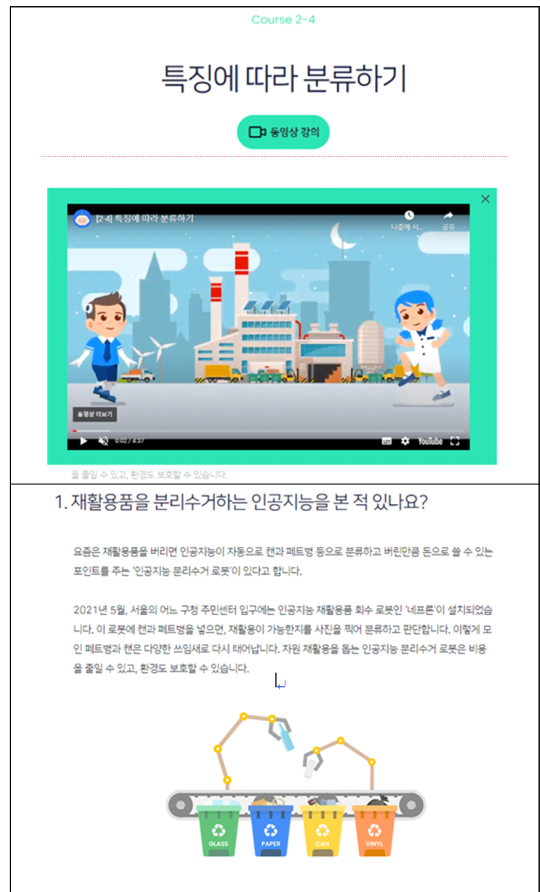 Course 2-4
특징에 따라 분류하기
동영상 강의
[2-4] 특징에 따라 분류하기
나중에 시...
공유
동영상 더보기
0:02 / 4:37
YouTube
을 줄일 수 있고, 환경도 보호할 수 있습니다.
1. 재활용품을 분리수거하는 인공지능을 본 적 있나요?
요즘은 재활용품을 버리면 인공지능이 자동으로 캔과 페트병 등으로 분류하고 버린만큼 돈으로 쓸 수 있는
포인트를 주는 '인공지능 분리수거 로봇'이 있다고 합니다.
2021년 5월, 서울의 어느 구청 주민센터 입구에는 인공지능 재활용품 회수 로봇인 '네프론'이 설치되었습
니다. 이 로봇에 캔과 페트병을 넣으면, 재활용이 가능한지를 사진을 찍어 분류하고 판단합니다. 이렇게 모
인 페트병과 캔은 다양한 쓰임새로 다시 태어납니다. 자원 재활용을 돕는 인공지능 분리수거 로봇은 비용
을 줄일 수 있고, 환경도 보호할 수 있습니다.
GLASS
PAPER
CAN
VINYL